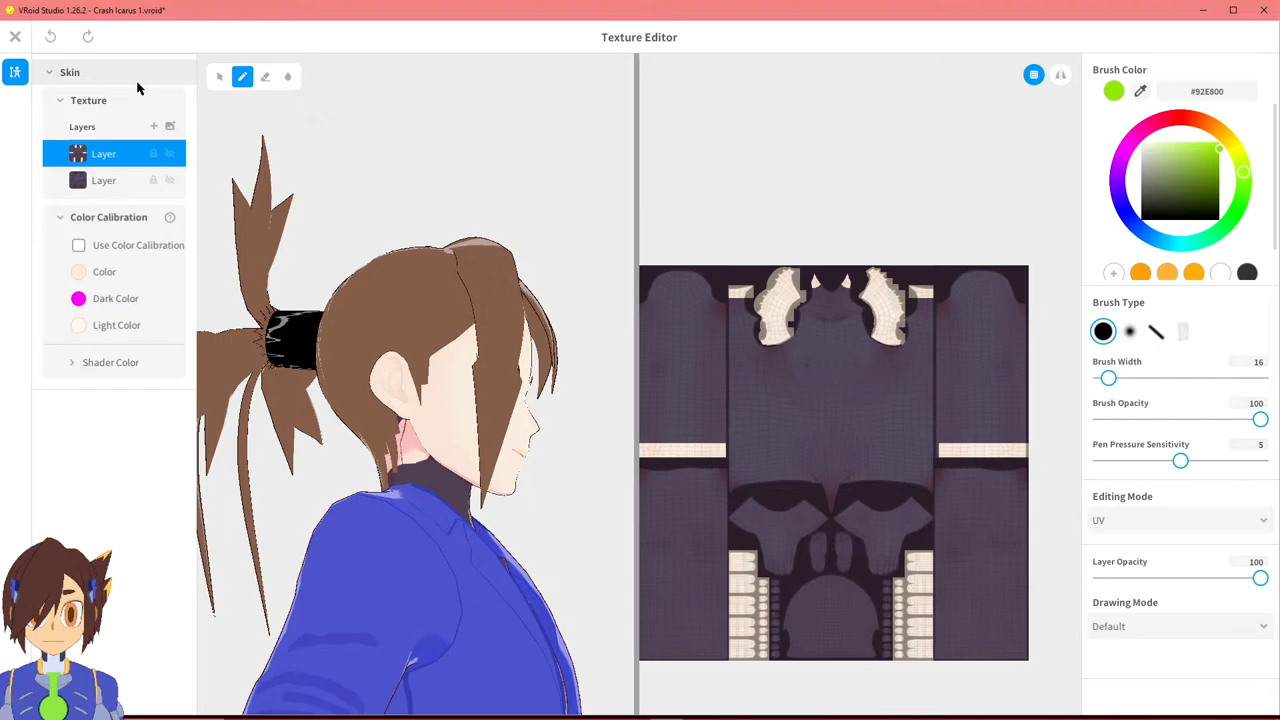 VRoid Studio 1.26.2 - Crash Icarus 1.vroid*
Texture Editor
Skin
Texture
Layers
Layer
Layer
Color Calibration
Use Color Calibration
Color
Dark Color
Light Color
Shader Color
Brush Color
#92E800
Brush Type
Brush Width 16
Brush Opacity 100
Pen Pressure Sensitivity 5
Editing Mode
UV
Layer Opacity 100
Drawing Mode
Default